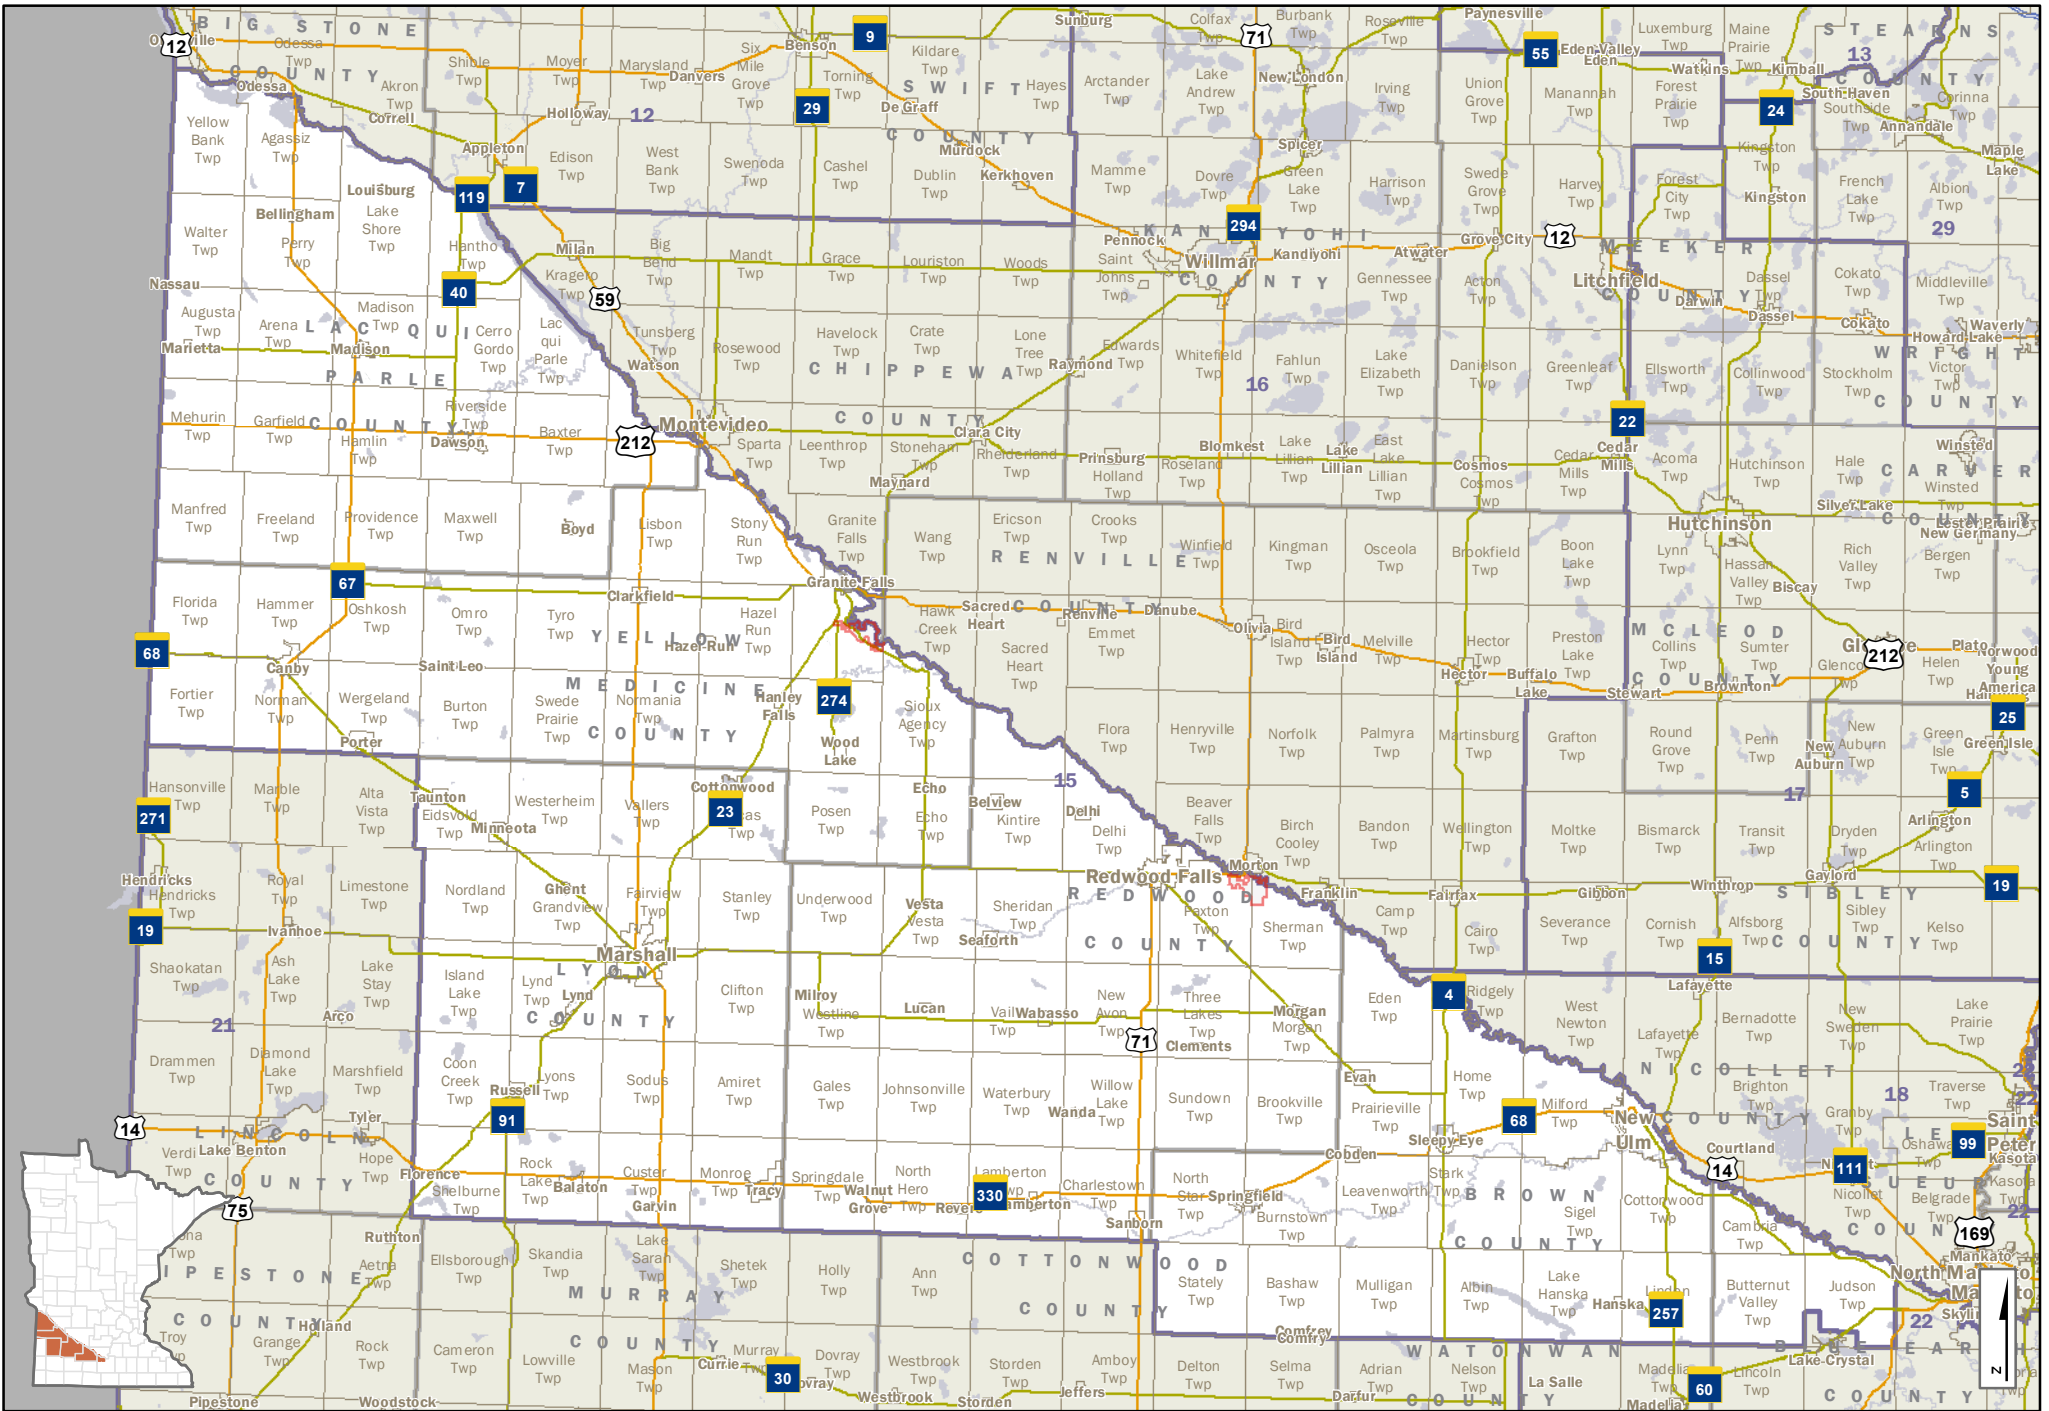 BIG STONE
COUNTY
Odessa
Twp
12
Odessa
Akron
Twp
Correll
Shible
Twp
Moyer
Twp
Marysland
Twp
Danvers
Six
Mile
Grove
Twp
Benson
9
Torning
Twp
29
Kildare
Twp
SWIFT
COUNTY
Hayes
Twp
De Graff
Murdock
Kerkhoven
Holloway
12
Appleton
7
119
Edison
Twp
West
Bank
Twp
Swenoda
Twp
Cashel
Twp
Dublin
Twp
Sunburg
Colfax
Twp
71
Burbank
Twp
Roseville
Twp
Arctander
Twp
Lake
Andrew
Twp
New London
Irving
Twp
Spicer
Mamme
Twp
Dovre
Twp
Green
Lake
Twp
Harrison
Twp
294
KANDIYOHI
COUNTY
Pennock
Saint
Johns
Twp
Willmar
Kandiyohi
Atwater
Gennessee
Twp
Paynesville
55
Eden Valley
Eden
Luxemburg
Twp
Maine
Prairie
Twp
STEARNS
COUNTY
13
Watkins
Kimball
South Haven
Southside
Twp
24
Corinna
Twp
Annandale
Maple
Lake
Union
Grove
Twp
Manannah
Twp
Forest
Prairie
Twp
Kingston
Twp
Kingston
Swede
Grove
Twp
Harvey
Twp
Forest
City
Twp
French
Lake
Twp
Albion
Twp
29
Grove City
12
MEEKER
COUNTY
Litchfield
Acton
Twp
Darwin
Dassel
Twp
Dassel
Cokato
Twp
Cokato
Middleville
Twp
Waverly
Howard Lake
WRIGHT
COUNTY
Victor
Twp
Stockholm
Twp
Collinwood
Twp
Ellsworth
Twp
Greenleaf
Twp
Danielson
Twp
Yellow
Bank
Twp
Agassiz
Twp
Louisburg
Bellingham
Lake
Shore
Twp
Walter
Twp
Perry
Twp
Hantho
Twp
Milan
Kragero
Twp
Big
Bend
Twp
Mandt
Twp
Grace
Twp
Louriston
Twp
Woods
Twp
Nassau
40
59
Augusta
Twp
Arena
Twp
Madison
Twp
Madison
Marietta
LAC QUI
PARLE
COUNTY
Cerro
Gordo
Twp
Lac
qui
Parle
Twp
Tunsberg
Twp
Watson
Rosewood
Twp
Havelock
Twp
Crate
Twp
Lone
Tree
Twp
CHIPPEWA
COUNTY
Raymond
Edwards
Twp
Whitefield
Twp
16
Fahlun
Twp
Lake
Elizabeth
Twp
Mehurin
Twp
Garfield
Twp
Hamlin
Twp
Riverside
Twp
Dawson
Baxter
Twp
212
Montevideo
Sparta
Twp
Leenthrop
Twp
Stoneham
Twp
Clara City
Rheiderland
Twp
Maynard
Prinsburg
Holland
Twp
Roseland
Twp
Blomkest
Lake
Lillian
Twp
Lake
Lillian
East
Lake
Lillian
Twp
Cosmos
Cosmos
Twp
22
Cedar
Mills
Cedar
Mills
Twp
Acoma
Twp
Hutchinson
Twp
Hale
Twp
Winsted
Winsted
Twp
CARVER
COUNTY
Silver Lake
Lester Prairie
New Germany
Bergen
Twp
Hutchinson
Manfred
Twp
Freeland
Twp
Providence
Twp
Maxwell
Twp
Boyd
Lisbon
Twp
Stony
Run
Twp
Granite
Falls
Twp
Wang
Twp
Ericson
Twp
Crooks
Twp
RENVILLE
COUNTY
Winfield
Twp
Kingman
Twp
Osceola
Twp
Brookfield
Twp
Boon
Lake
Twp
Lynn
Twp
Hassan
Valley
Twp
Biscay
Rich
Valley
Twp
67
Granite Falls
Clarkfield
Florida
Twp
Hammer
Twp
Oshkosh
Twp
Omro
Twp
Tyro
Twp
Hazel
Run
Twp
Hazel Run
YELLOW
MEDICINE
COUNTY
Hawk
Creek
Twp
Sacred
Heart
Renville
Danube
Emmet
Twp
Sacred
Heart
Twp
Olivia
Bird
Island
Twp
Bird
Island
Melville
Twp
Hector
Twp
Hector
Buffalo
Lake
Preston
Lake
Twp
MCLEOD
COUNTY
Collins
Twp
Sumter
Twp
Stewart
Brownton
Glencoe
Twp
212
Helen
Twp
Plato
Norwood
Young
America
25
68
Canby
Saint Leo
Fortier
Twp
Norman
Twp
Wergeland
Twp
Burton
Twp
Swede
Prairie
Twp
Normania
Twp
Hanley
Falls
274
Wood
Lake
Sioux
Agency
Twp
Flora
Twp
Henryville
Twp
Norfolk
Twp
Palmyra
Twp
Martinsburg
Twp
Grafton
Twp
Round
Grove
Twp
Penn
Twp
New
Auburn
New
Auburn
Twp
Green
Isle
Twp
Green Isle
17
5
Porter
Hansonville
Twp
271
Marble
Twp
Alta
Vista
Twp
Taunton
Eidsvold
Twp
Minneota
Westerheim
Twp
Vallers
Twp
Cottonwood
23
Posen
Twp
Echo
Echo
Twp
Belview
Kintire
Twp
15
Delhi
Delhi
Twp
Beaver
Falls
Twp
Birch
Cooley
Twp
Bandon
Twp
Wellington
Twp
Moltke
Twp
Bismarck
Twp
Transit
Twp
Dryden
Twp
Arlington
Arlington
Twp
Hendricks
Hendricks
Twp
19
Royal
Twp
Limestone
Twp
Ivanhoe
Nordland
Twp
Ghent
Grandview
Twp
Fairview
Twp
Stanley
Twp
Underwood
Twp
Vesta
Vesta
Twp
Sheridan
Twp
Seaforth
Redwood Falls
REDWOOD
COUNTY
Morton
Franklin
Paxton
Twp
Sherman
Twp
Camp
Twp
Fairfax
Cairo
Twp
Gibbon
Severance
Twp
Winthrop
Cornish
Twp
Alfsborg
Twp
SIBLEY
COUNTY
Gaylord
Sibley
Twp
19
Kelso
Twp
15
Lafayette
Marshall
Shaokatan
Twp
Ash
Lake
Twp
Lake
Stay
Twp
Arco
21
Island
Lake
Twp
Lynd
Twp
Lynd
LYON
COUNTY
Clifton
Twp
Milroy
Westline
Twp
Lucan
Vail
Twp
Wabasso
New
Avon
Twp
71
Three
Lakes
Twp
Clements
Morgan
Morgan
Twp
Eden
Twp
4
Ridgely
Twp
West
Newton
Twp
Lafayette
Twp
Bernadotte
Twp
New
Sweden
Twp
Lake
Prairie
Twp
Drammen
Twp
Diamond
Lake
Twp
Marshfield
Twp
Coon
Creek
Twp
Russell
Lyons
Twp
Sodus
Twp
Amiret
Twp
Gales
Twp
Johnsonville
Twp
Waterbury
Twp
Wanda
Willow
Lake
Twp
Sundown
Twp
Brookville
Twp
Evan
Prairieville
Twp
Home
Twp
68
Milford
Twp
New
Ulm
NICOLLET
COUNTY
Brighton
Twp
Granby
Twp
18
Traverse
Twp
22
22
Saint
Peter
Kasota
Kasota
Twp
Oshawa
Twp
99
14
LINCOLN
COUNTY
Verdi
Twp
Lake Benton
Tyler
Hope
Twp
91
Florence
Shelburne
Twp
Rock
Lake
Twp
Balaton
Custer
Twp
Garvin
Monroe
Twp
Tracy
Springdale
Twp
Walnut
Grove
North
Hero
Twp
Revere
Lamberton
330
Charlestown
Twp
Sanborn
North
Star
Twp
Springfield
Cobden
Sleepy Eye
Leavenworth
Twp
Stark
Twp
BROWN
COUNTY
Burnstown
Twp
Sigel
Twp
Cottonwood
Twp
Courtland
14
Cambria
Twp
111
Nicollet
Twp
Belgrade
Twp
22
169
Mankato
75
Ruthton
Aetna
Twp
PIPESTONE
COUNTY
Holland
Troy
Twp
Grange
Twp
Rock
Twp
Pipestone
Woodstock
Ellsborough
Twp
Skandia
Twp
Lake
Sarah
Twp
Shetek
Twp
MURRAY
COUNTY
Holly
Twp
Ann
Twp
COTTONWOOD
COUNTY
Stately
Twp
Bashaw
Twp
Mulligan
Twp
Albin
Twp
Lake
Hanska
Twp
Hanska
257
Butternut
Valley
Twp
Judson
Twp
22
Lake Crystal
Cameron
Twp
Lowville
Twp
Mason
Twp
Currie
Murray
Twp
30
Dovray
Twp
Westbrook
Twp
Westbrook
Storden
Twp
Storden
Amboy
Twp
Jeffers
Delton
Twp
Comfrey
Comfry
Selma
Twp
Darfur
Adrian
Twp
WATONWAN
COUNTY
Nelson
Twp
La Salle
Madelia
Twp
Madelia
60
Lincoln
Twp
COUNTY
N